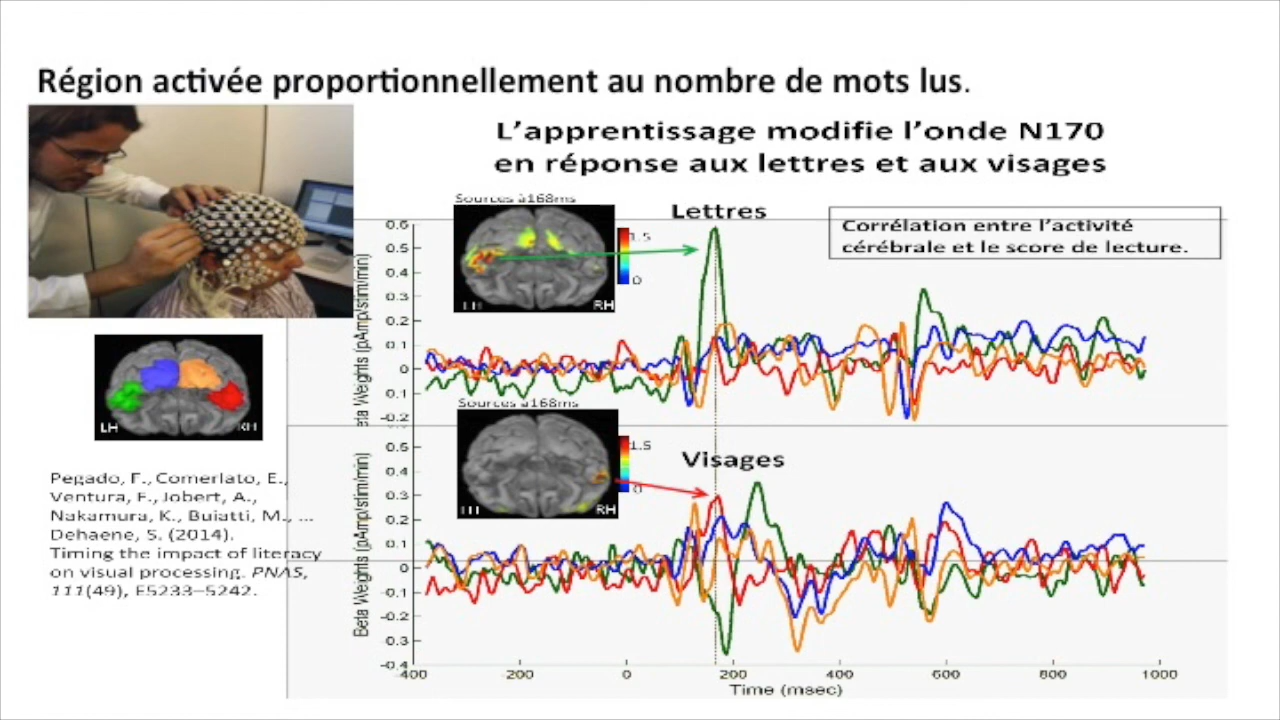 Région activée proportionnellement au nombre de mots lus.
L’apprentissage modifie l’onde N170
en réponse aux lettres et aux visages
Sources à168ms
Lettres
Corrélation entre l’activité
cérébrale et le score de lecture.
1.5
0
LH
RH
0.6
0.5
0.4
0.3
0.2
0.1
0
0.1
-0.2
eta Weights (pAmp/stim/min)
LH
RH
Sources à168ms
Visages
1.5
0
LH
RH
0.5
0.4
0.3
0.2
0.1
0
-0.1
-0.2
-0.3
-0.4
Beta Weights (pAmp/stim/min)
-400
-200
0
200
400
600
800
1000
Time (msec)
Pegado, F., Comerlato, E.,
Ventura, F., Jobert, A.,
Nakamura, K., Buiatti, M., ...
Dehaene, S. (2014).
Timing the impact of literacy
on visual processing. PNAS,
111(49), E5233–5242.